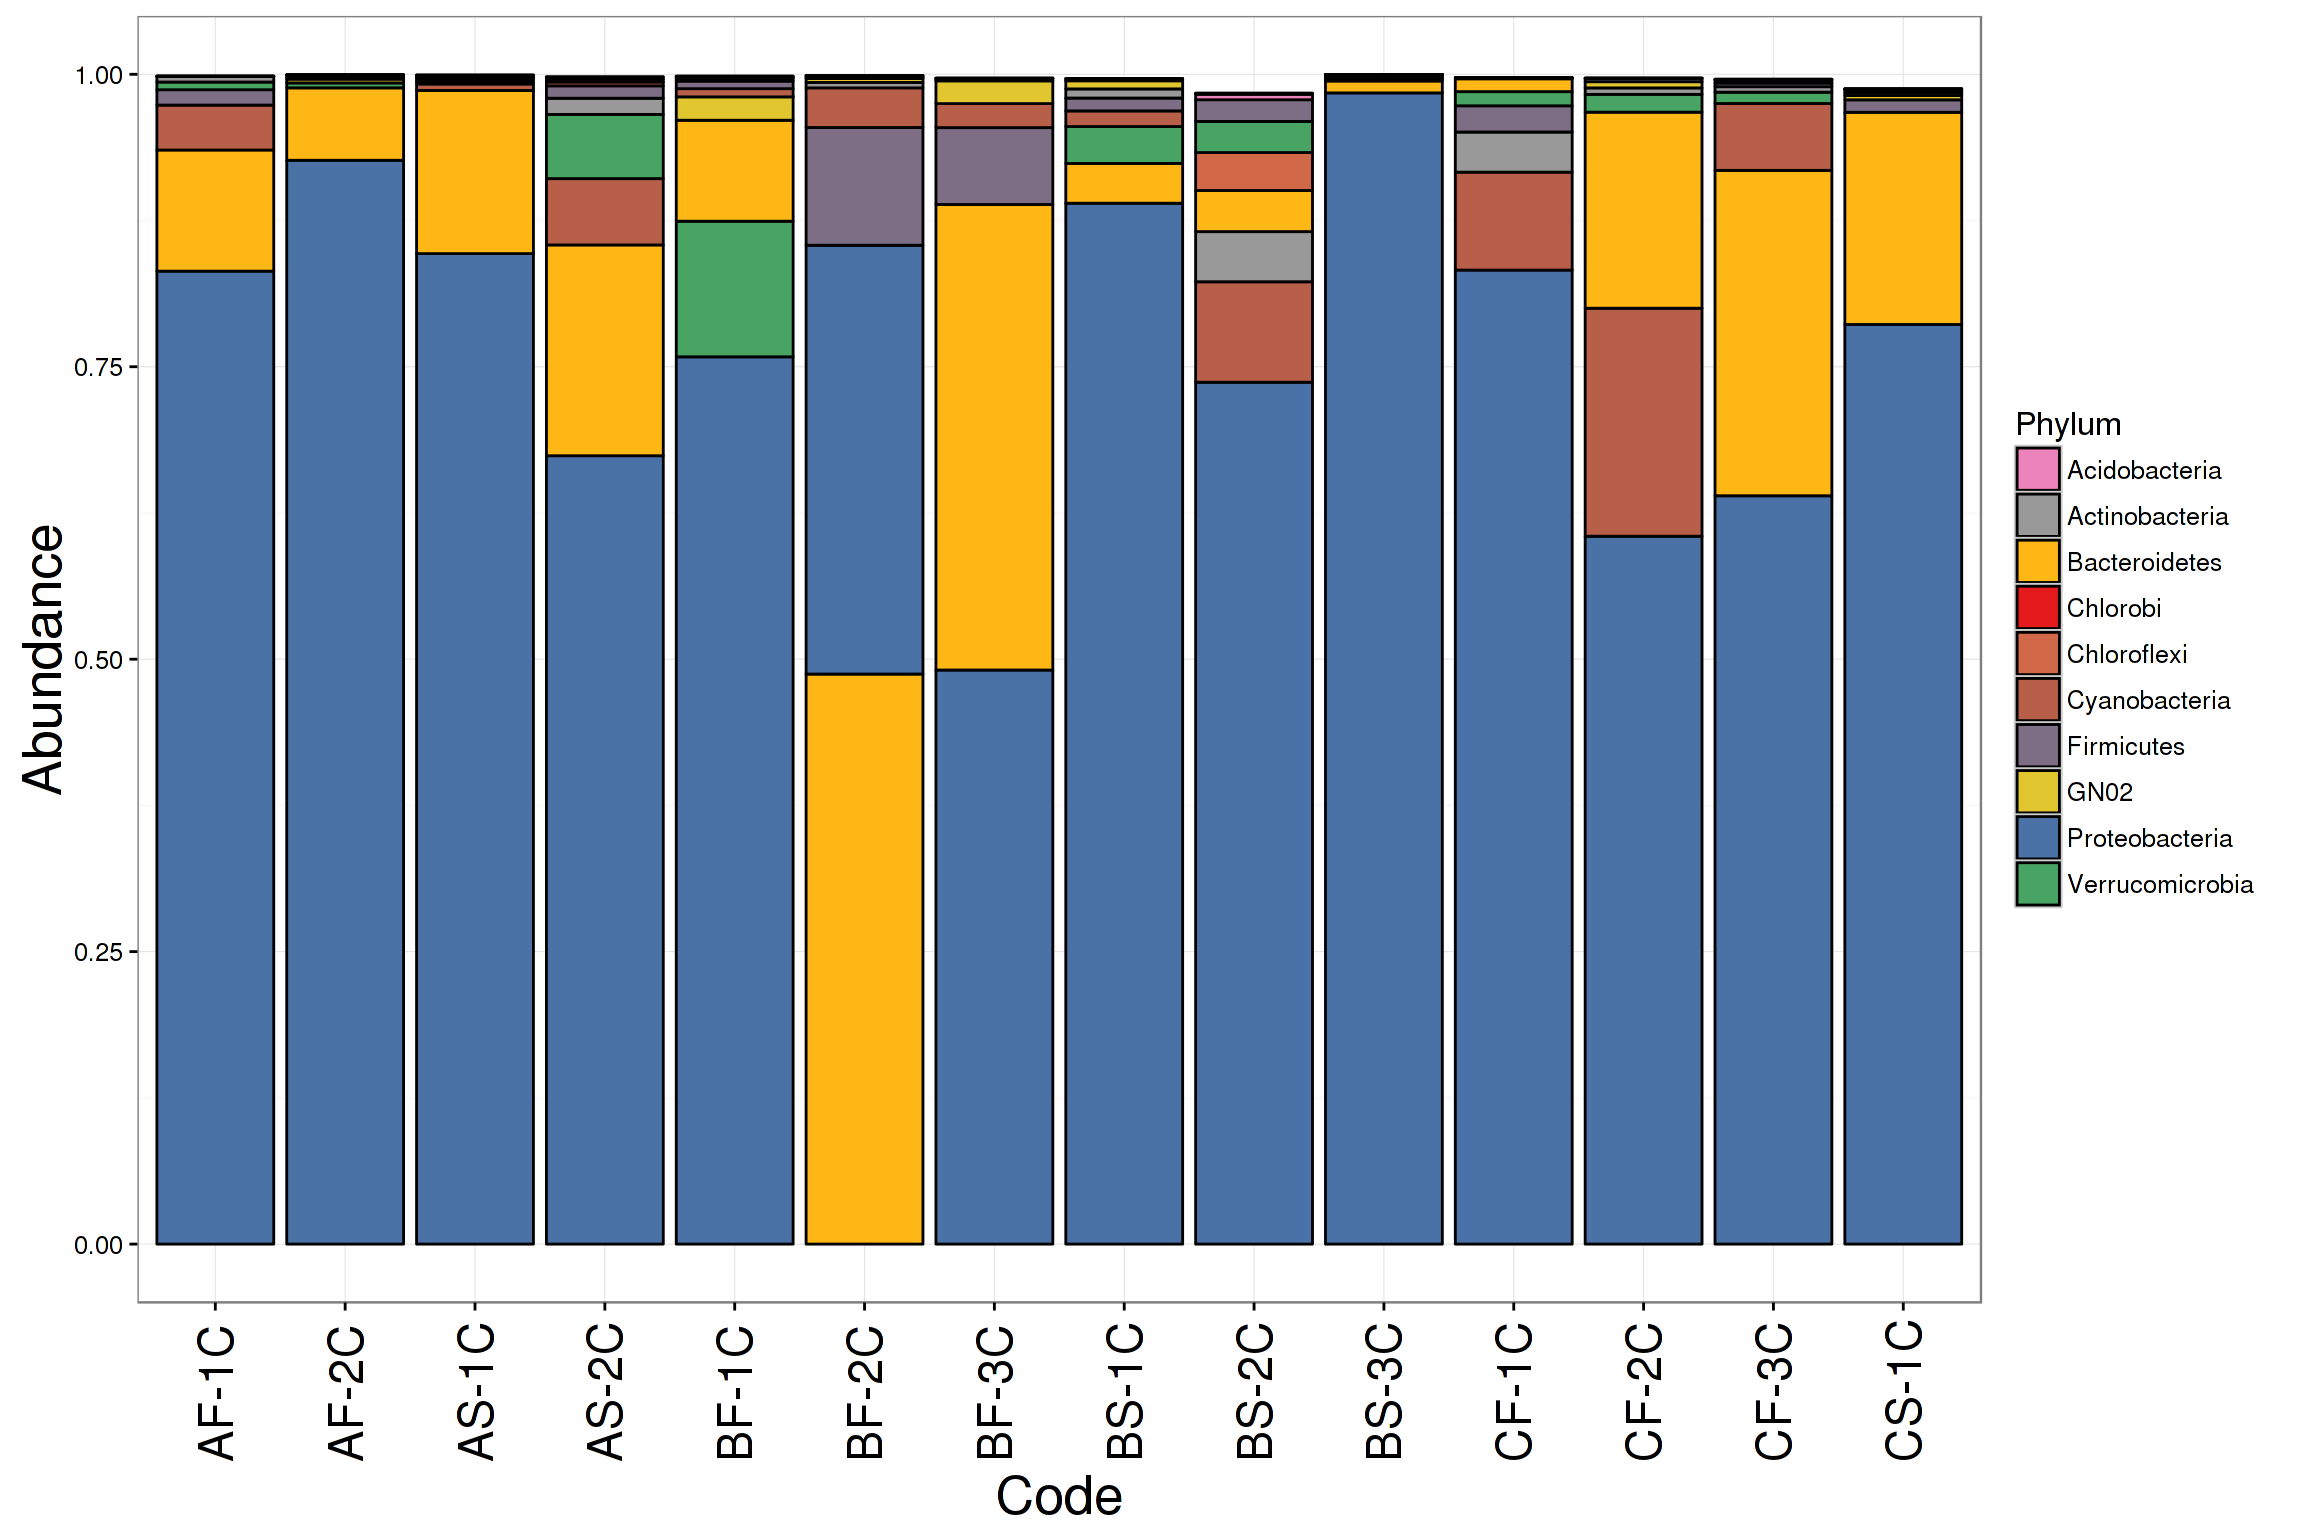 Abundance
1.00
0.75
0.50
0.25
0.00
AF-1C
AF-2C
AS-1C
AS-2C
BF-1C
BF-2C
BF-3C
BS-1C
BS-2C
BS-3C
CF-1C
CF-2C
CF-3C
CS-1C
Code
Phylum
Acidobacteria
Actinobacteria
Bacteroidetes
Chlorobi
Chloroflexi
Cyanobacteria
Firmicutes
GN02
Proteobacteria
Verrucomicrobia